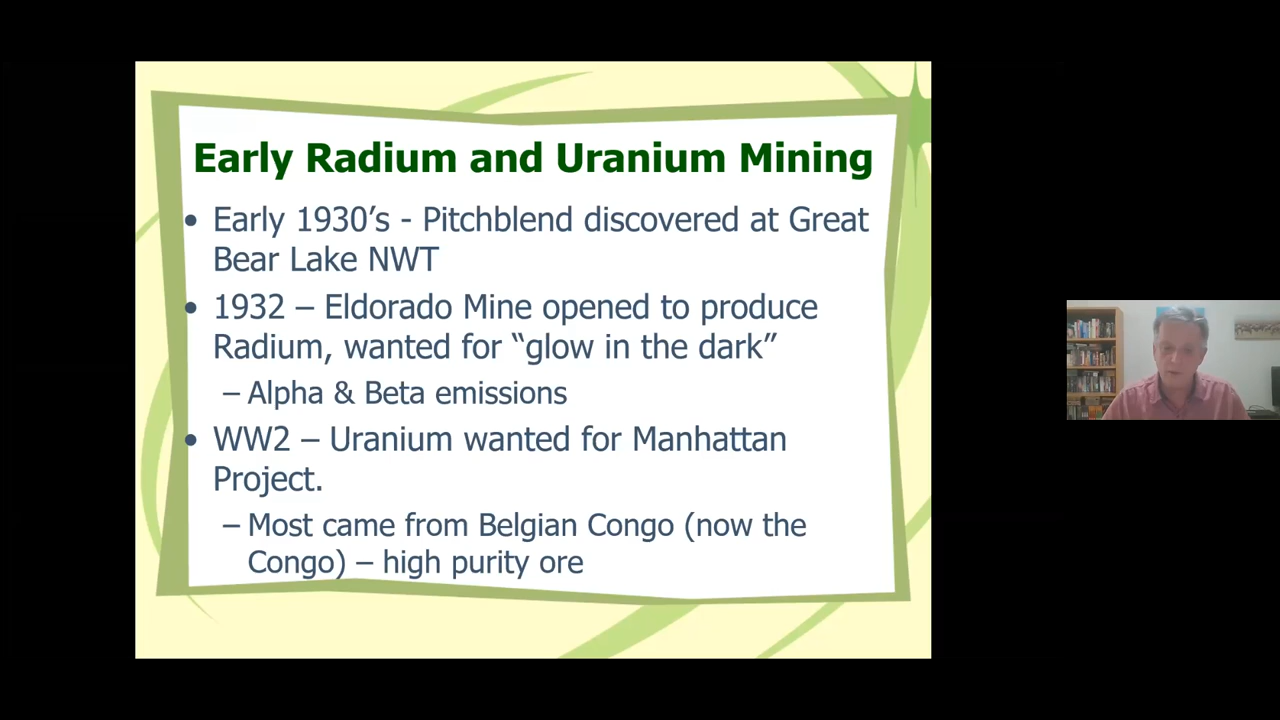 Early Radium and Uranium Mining
• Early 1930’s - Pitchblend discovered at Great
Bear Lake NWT
• 1932 – Eldorado Mine opened to produce
Radium, wanted for “glow in the dark”
– Alpha & Beta emissions
• WW2 – Uranium wanted for Manhattan
Project.
– Most came from Belgian Congo (now the
Congo) – high purity ore